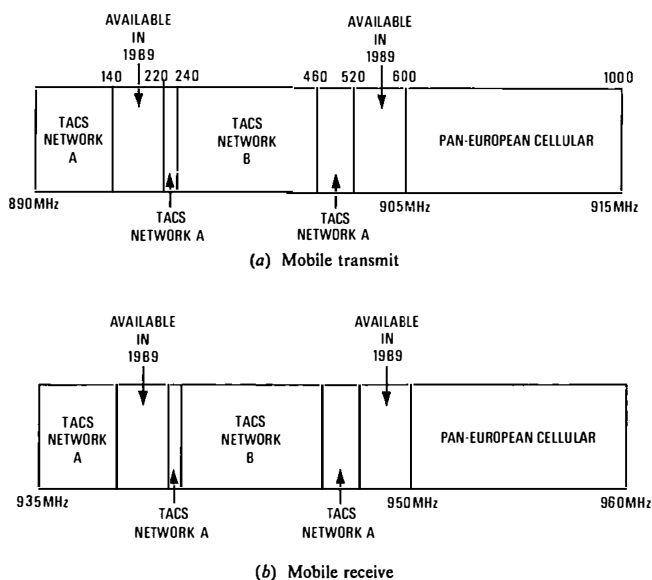 AVAILABLE
IN
1989
140 220 240 460 520 600 1000
TACS
NETWORK
A
TACS
NETWORK
B
PAN-EUROPEAN CELLULAR
890MHz
TACS
NETWORK A
TACS
NETWORK A
905MHz
915MHz
AVAILABLE
IN
1989
(a) Mobile transmit
AVAILABLE
IN
1989
AVAILABLE
IN
1989
TACS
NETWORK
A
TACS
NETWORK
B
PAN-EUROPEAN CELLULAR
935MHz
TACS
NETWORK A
TACS
NETWORK A
950MHz
960MHz
(b) Mobile receive